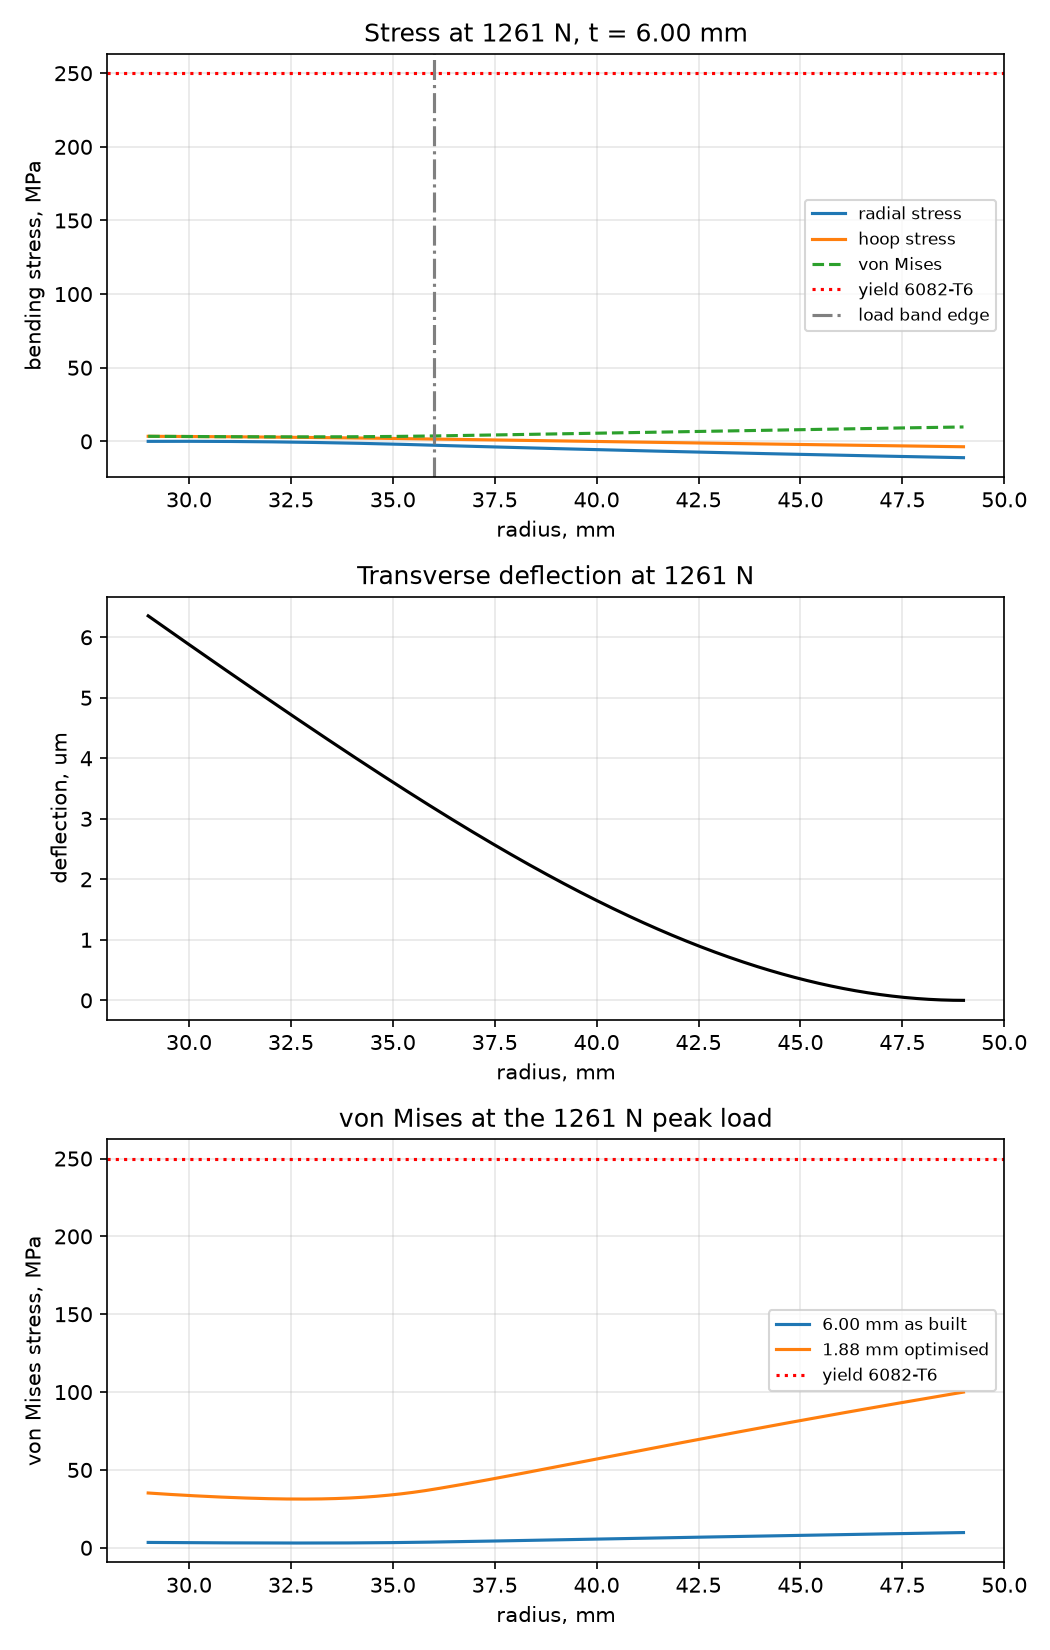 Stress at 1261 N, t = 6.00 mm
bending stress, MPa
250
200
150
100
50
0
radial stress
hoop stress
von Mises
yield 6082-T6
load band edge
30.0 32.5 35.0 37.5 40.0 42.5 45.0 47.5 50.0
radius, mm
Transverse deflection at 1261 N
deflection, um
6
5
4
3
2
1
0
30.0 32.5 35.0 37.5 40.0 42.5 45.0 47.5 50.0
radius, mm
von Mises at the 1261 N peak load
von Mises stress, MPa
250
200
150
100
50
0
6.00 mm as built
1.88 mm optimised
yield 6082-T6
30.0 32.5 35.0 37.5 40.0 42.5 45.0 47.5 50.0
radius, mm